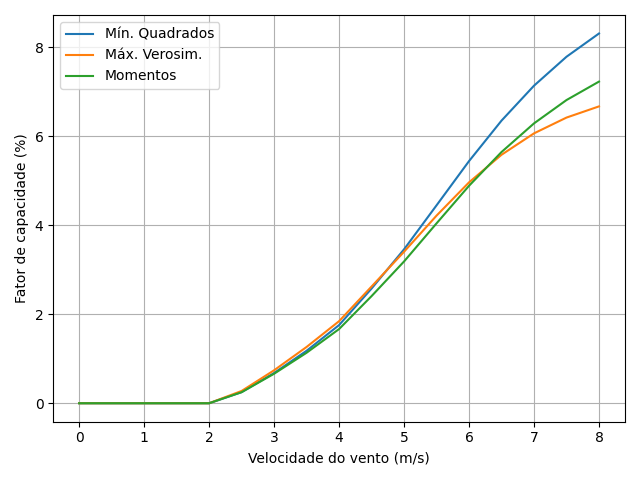 Mín. Quadrados
Máx. Verosim.
Momentos
Fator de capacidade (%)
8
6
4
2
0
0 1 2 3 4 5 6 7 8
Velocidade do vento (m/s)